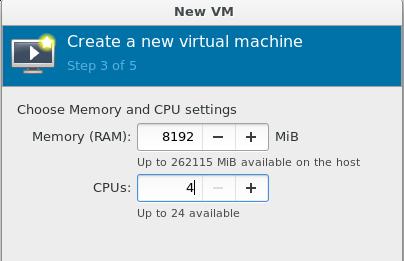 New VM
Create a new virtual machine
Step 3 of 5
Choose Memory and CPU settings
Memory (RAM): 8192 − + MiB
Up to 262115 MiB available on the host
CPUs: 4 − +
Up to 24 available